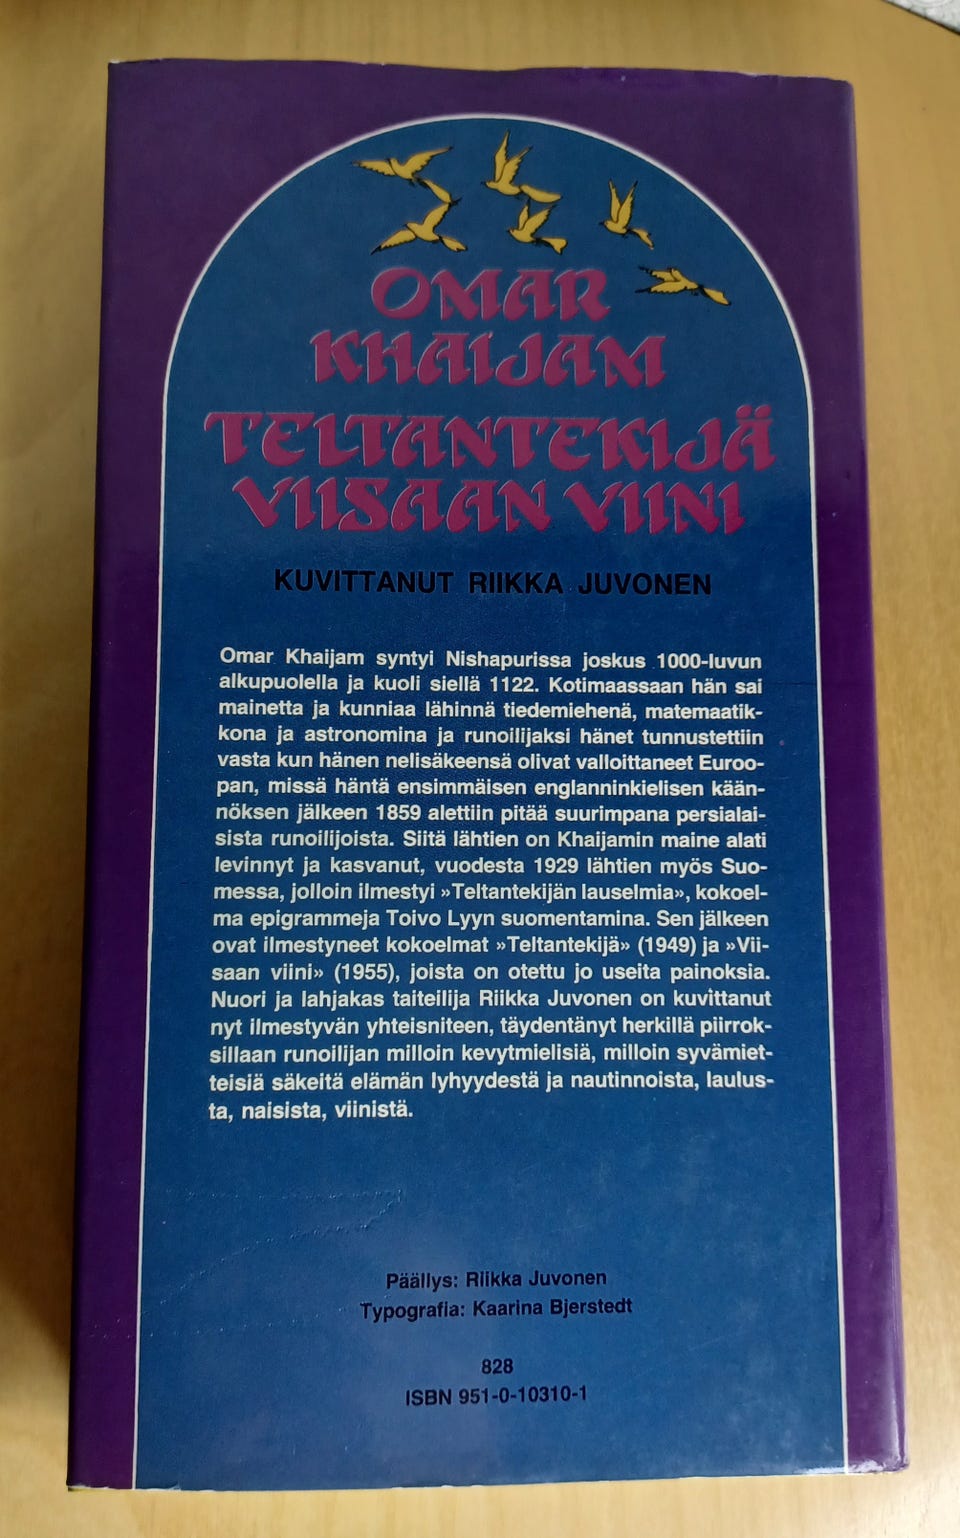 OMAR
KHAIJAM
TELTANTEKIJÄ
VIISAAN VIINI
KUVITTANUT RIIKKA JUVONEN
Omar Khaijam syntyi Nishapurissa joskus 1000-luvun
alkupuolella ja kuoli siellä 1122. Kotimaassaan hän sai
mainetta ja kunniaa lähinnä tiedemiehenä, matemaatik-
kona ja astronomina ja runoilijaksi hänet tunnustettiin
vasta kun hänen nelisäkeensä olivat valloittaneet Euroo-
pan, missä häntä ensimmäisen englanninkielisen kään-
nöksen jälkeen 1859 alettiin pitää suurimpana persialai-
sista runoilijoista. Siitä lähtien on Khaijamin maine alati
levinnyt ja kasvanut, vuodesta 1929 lähtien myös Suo-
messa, jolloin ilmestyi »Teltantekijän lauselmia», kokoel-
ma epigrammeja Toivo Lyyn suomentamina. Sen jälkeen
ovat ilmestyneet kokoelmat »Teltantekijä» (1949) ja »Vii-
saan viini» (1955), joista on otettu jo useita painoksia.
Nuori ja lahjakas taiteilija Riikka Juvonen on kuvittanut
nyt ilmestyvän yhteisniteen, täydentänyt herkillä piirrok-
sillaan runoilijan milloin kevytmielisiä, milloin syvämiet-
teisiä säkeitä elämän lyhyydestä ja nautinnoista, laulus-
ta, naisista, viinistä.
Päällys: Riikka Juvonen
Typografia: Kaarina Bjerstedt
828
ISBN 951-0-10310-1